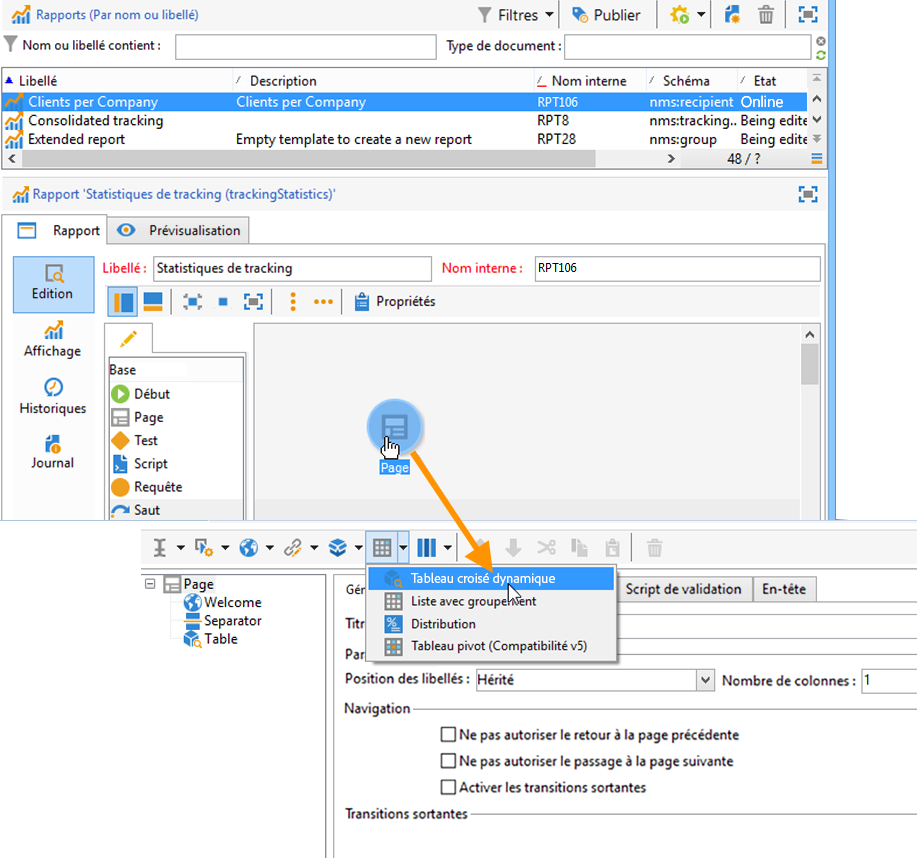 Rapports (Par nom ou libellé) Filtres Publier
Nom ou libellé contient : Type de document :
Libellé Description Nom interne Schéma Etat
Clients per Company Clients per Company RPT106 nms:recipient Online
Consolidated tracking RPT8 nms:tracking.. Being edite
Extended report Empty template to create a new report RPT28 nms:group Being edite
48 / ?
Rapport 'Statistiques de tracking (trackingStatistics)'
Rapport Prévisualisation
Libellé : Statistiques de tracking Nom interne : RPT106
Edition
Propriétés
Affichage
Historiques
Journal
Base
Début
Page
Test
Script
Requête
Saut
Page
Page
Welcome
Separator
Table
Tableau croisé dynamique
Liste avec groupement
Distribution
Tableau pivot (Compatibilité v5)
Gér Script de validation En-tête
Titr
Par
Position des libellés : Hérité Nombre de colonnes : 1
Navigation
Ne pas autoriser le retour à la page précédente
Ne pas autoriser le passage à la page suivante
Activer les transitions sortantes
Transitions sortantes